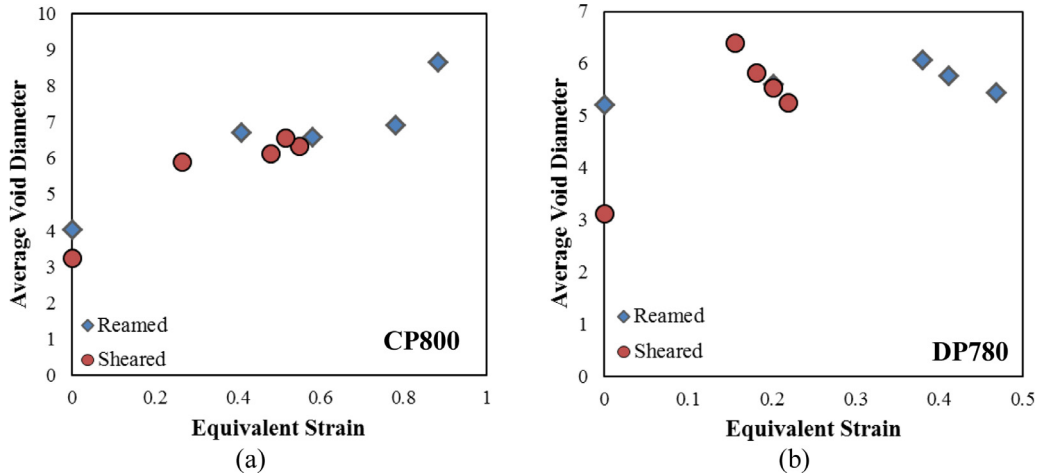 10
9
8
7
6
5
4
3
2
1
0
Average Void Diameter
Reamed
Sheared
CP800
0 0.2 0.4 0.6 0.8 1
Equivalent Strain
(a)
7
6
5
4
3
2
1
0
Average Void Diameter
Reamed
Sheared
DP780
0 0.1 0.2 0.3 0.4 0.5
Equivalent Strain
(b)